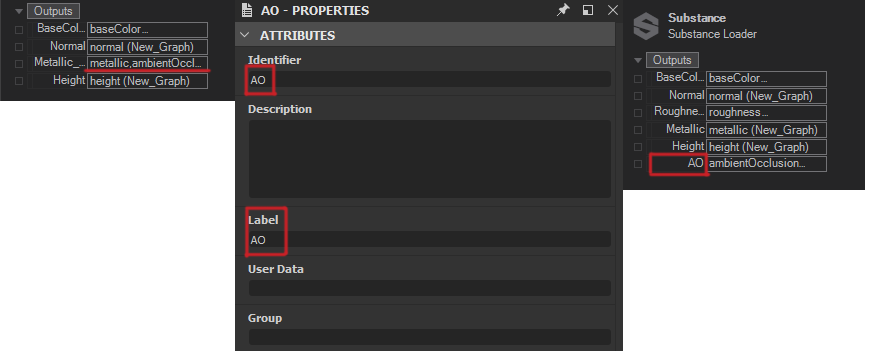 Outputs
BaseCol... baseColor...
Normal normal (New_Graph)
Metallic_... metallic,ambientOccl...
Height height (New_Graph)
AO - PROPERTIES
ATTRIBUTES
Identifier
AO
Description
Label
AO
User Data
Group
Substance
Substance Loader
Outputs
BaseCol... baseColor...
Normal normal (New_Graph)
Roughne... roughness...
Metallic metallic (New_Graph)
Height height (New_Graph)
AO ambientOcclusion...